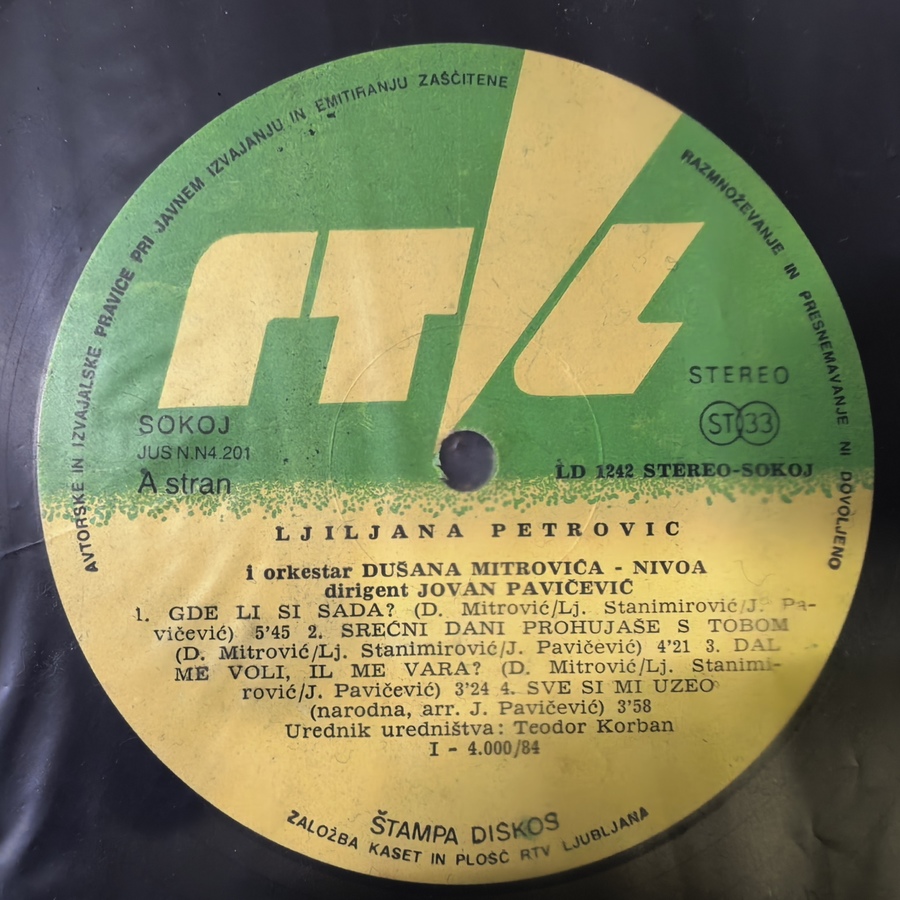 AVTORSKE IN IZVAJALSKE PRAVICE PRI JAVNEM IZVAJANJU IN EMITIRANJU ZAŠČITENE
RAZMNOŽEVANJE IN PRESNEMAVANJE NI DOVOLJENO
RTL
STEREO
SOKOJ
ST 33
JUS N.N4.201
A stran
LD 1242 STEREO-SOKOJ
LJILJANA PETROVIC
i orkestar DUŠANA MITROVIĆA - NIVOA
dirigent JOVAN PAVIČEVIĆ
1. GDE LI SI SADA? (D. Mitrović/Lj. Stanimirović/J. Pa-
vičević) 5'45 2. SREĆNI DANI PROHUJAŠE S TOBOM
(D. Mitrović/Lj. Stanimirović/J. Pavičević) 4'21 3. DAL
ME VOLI, IL ME VARA? (D. Mitrović/Lj. Stanimi-
rović/J. Pavičević) 3'24 4. SVE SI MI UZEO
(narodna, arr. J. Pavičević) 3'58
Urednik uredništva: Teodor Korban
I - 4.000/84
ŠTAMPA DISKOS
ZALOŽBA KASET IN PLOŠČ RTV LJUBLJANA